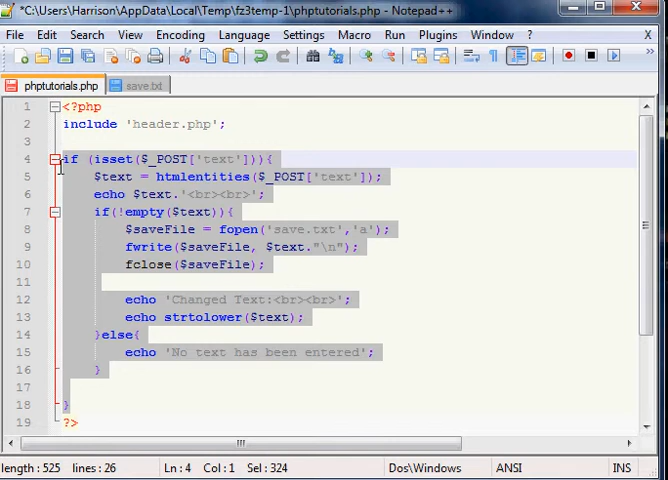 *C:\Users\Harrison\AppData\Local\Temp\fz3temp-1\phptutorials.php - Notepad++
File Edit Search View Encoding Language Settings Macro Run Plugins Window ? X
phptutorials.php save.txt
1 <?php
2 include 'header.php';
3
4 if (isset($_POST['text'])){
5 $text = htmlentities($_POST['text']);
6 echo $text.'<br><br>';
7 if(!empty($text)){
8 $saveFile = fopen('save.txt','a');
9 fwrite($saveFile, $text."\n");
10 fclose($saveFile);
11
12 echo 'Changed Text:<br><br>';
13 echo strtolower($text);
14 }else{
15 echo 'No text has been entered';
16 }
17
18 }
19 ?>
length : 525 lines : 26 Ln : 4 Col : 1 Sel : 324 Dos\Windows ANSI INS